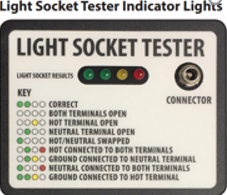 Light Socket Tester Indicator Lights
LIGHT SOCKET TESTER
LIGHT SOCKET RESULTS
KEY
CONNECTOR
CORRECT
BOTH TERMINALS OPEN
HOT TERMINAL OPEN
NEUTRAL TERMINAL OPEN
HOT/NEUTRAL SWAPPED
HOT CONNECTED TO BOTH TERMINALS
GROUND CONNECTED TO NEUTRAL TERMINAL
NEUTRAL CONNECTED TO BOTH TERMINALS
GROUND CONNECTED TO HOT TERMINAL